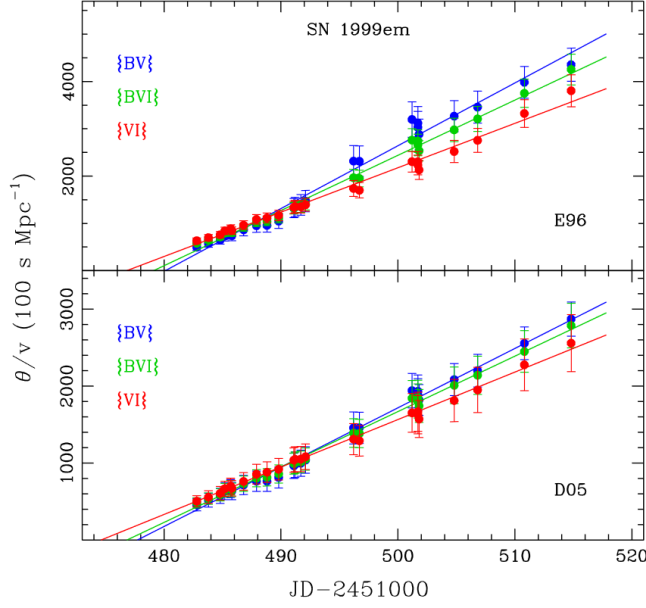 SN 1999em
{BV}
{BVI}
{VI}
4000
2000
E96
θ/v (100 s Mpc⁻¹)
{BV}
{BVI}
{VI}
3000
2000
1000
D05
480 490 500 510 520
JD−2451000